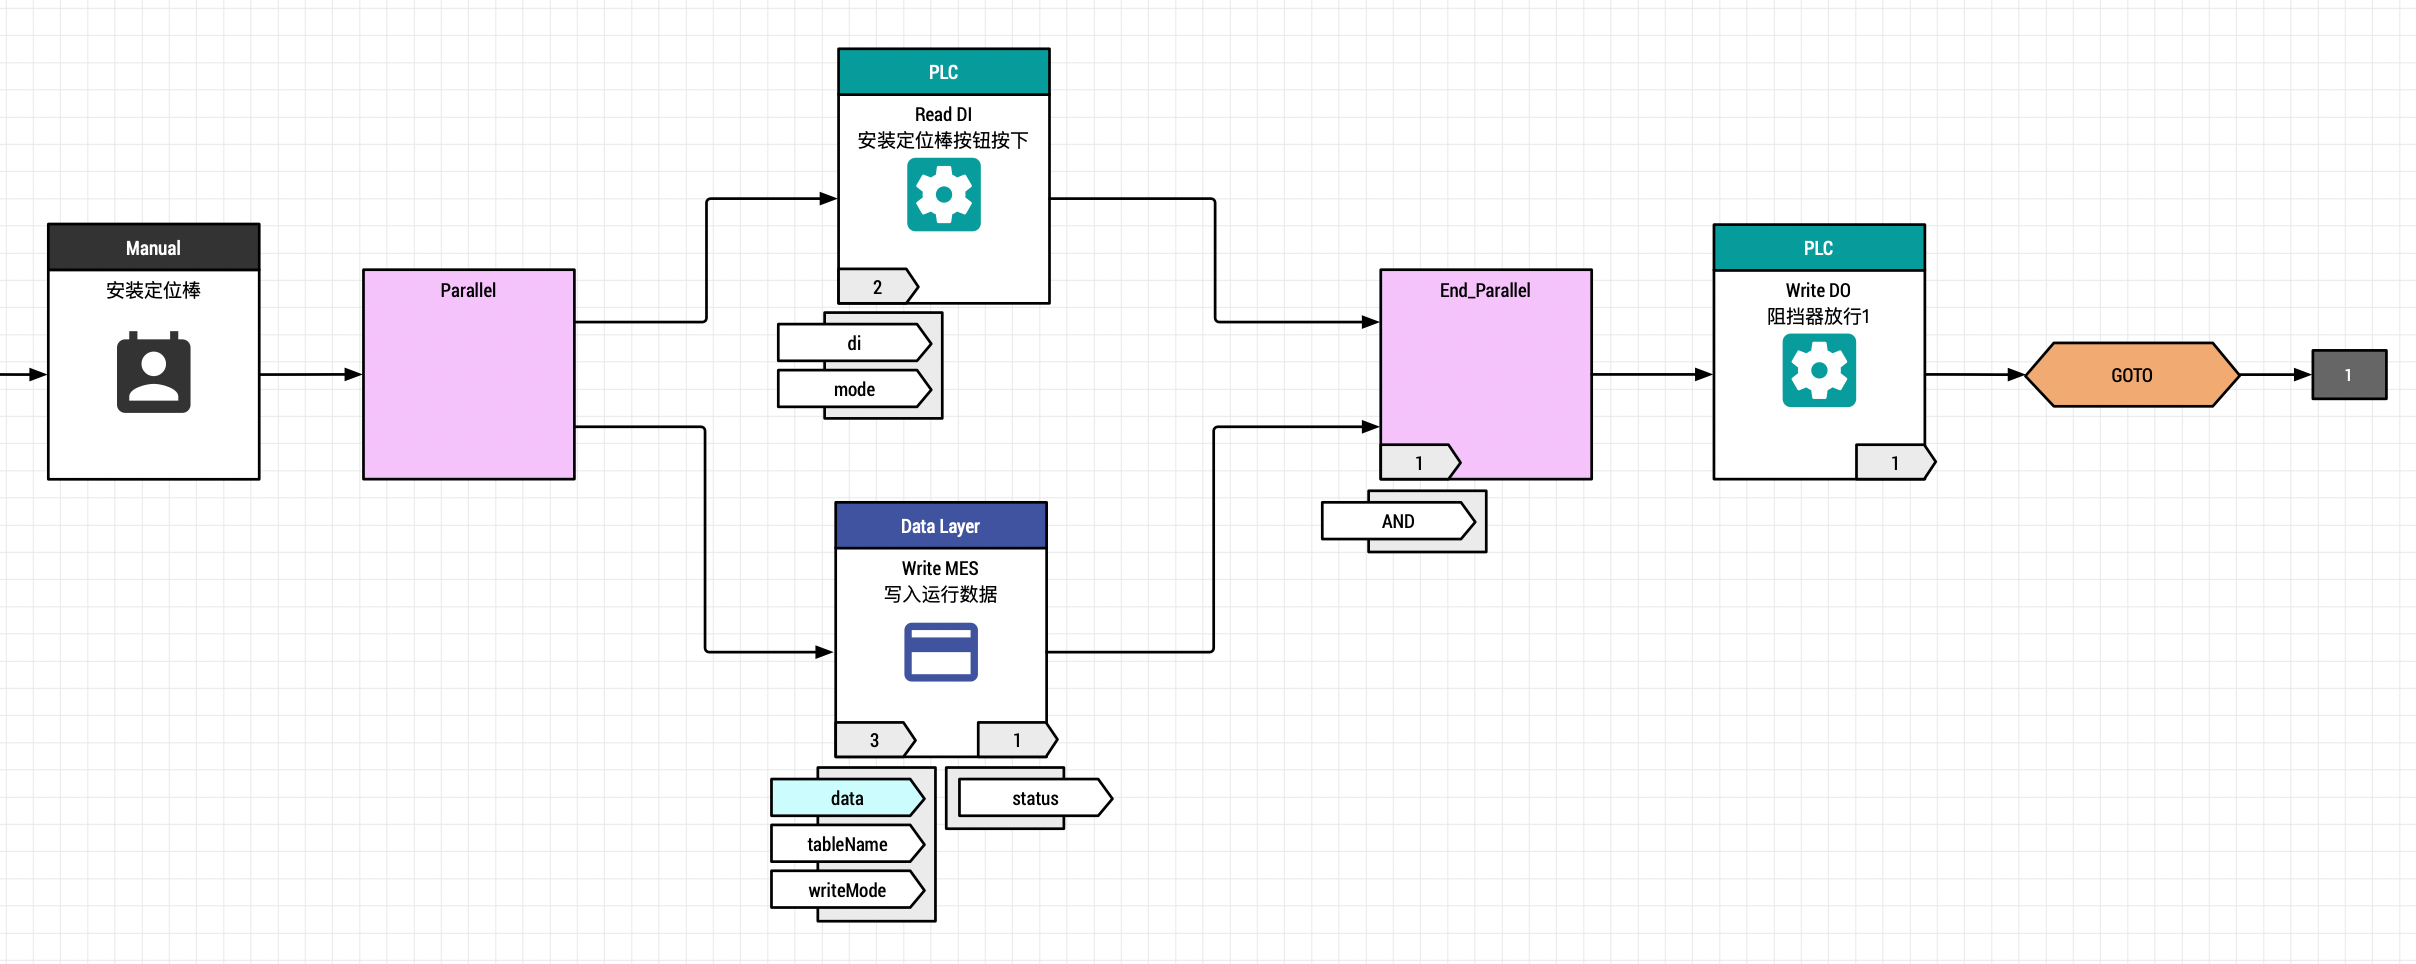 Manual
安装定位棒
Parallel
PLC
Read DI
安装定位棒按钮按下
2
di
mode
Data Layer
Write MES
写入运行数据
3
1
data
tableName
writeMode
status
End_Parallel
1
AND
PLC
Write DO
阻挡器放行1
1
GOTO
1